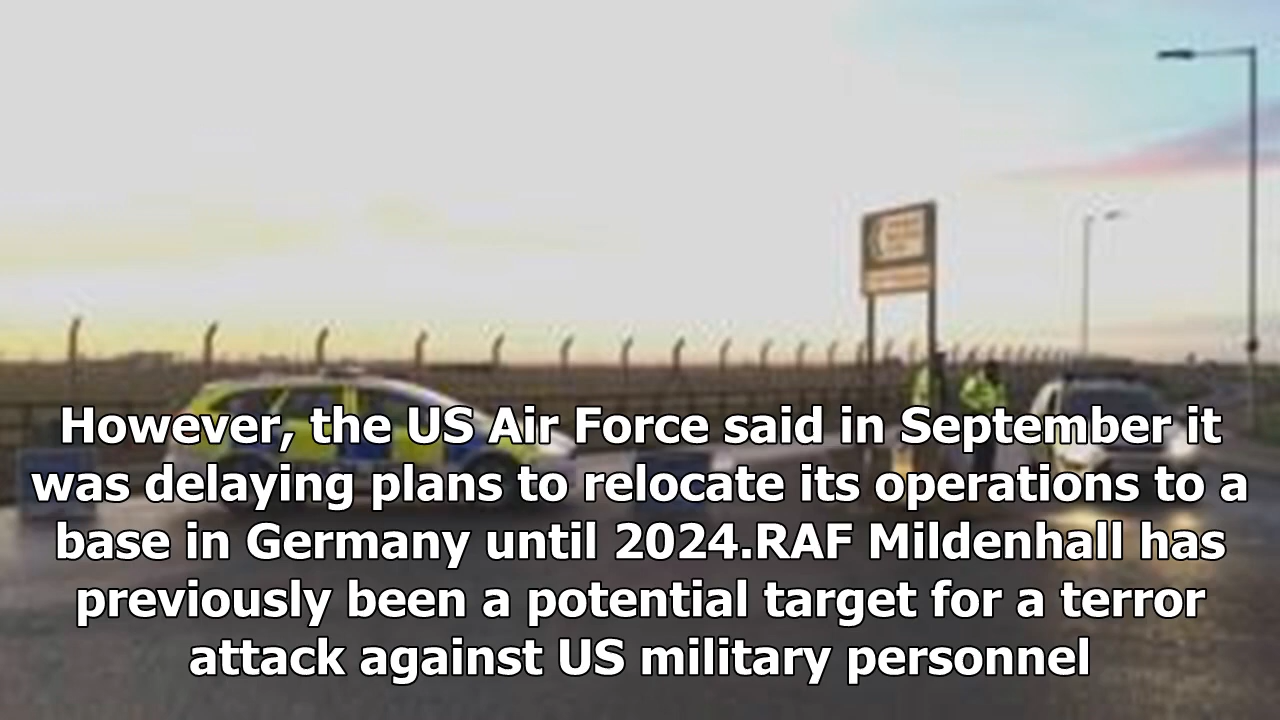 However, the US Air Force said in September it
was delaying plans to relocate its operations to a
base in Germany until 2024.RAF Mildenhall has
previously been a potential target for a terror
attack against US military personnel